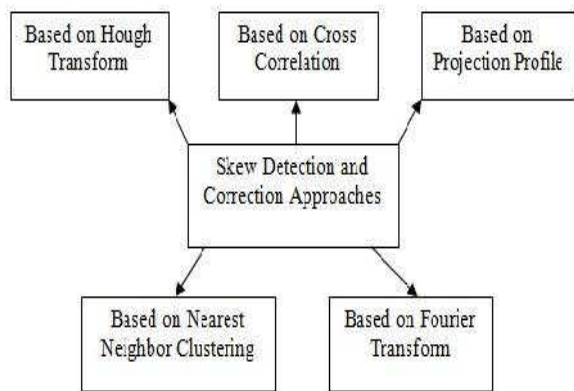 Based on Hough
Transform
Based on Cross
Correlation
Based on
Projection Profile
Skew Detection and
Correction Approaches
Based on Nearest
Neighbor Clustering
Based on Fourier
Transform